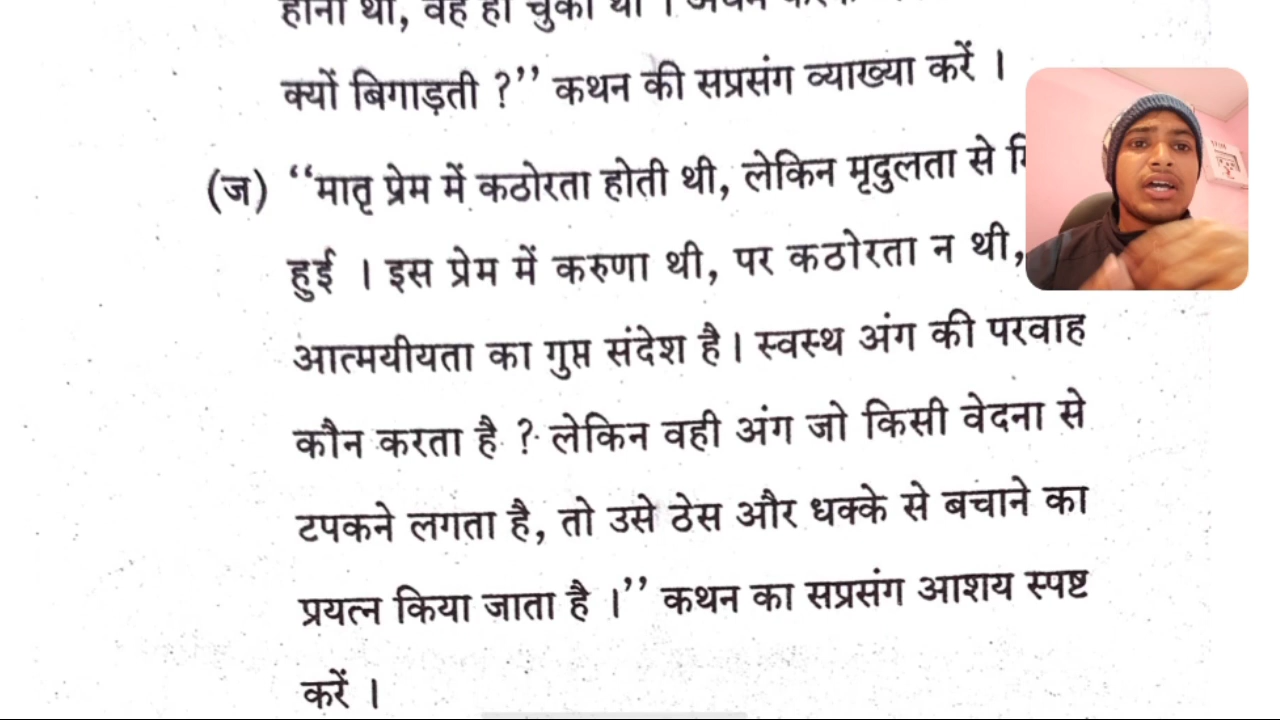 होना था, वह हो चुका था ।
क्यों बिगाड़ती ?’’ कथन की सप्रसंग व्याख्या करें ।
(ज) ‘‘मातृ प्रेम में कठोरता होती थी, लेकिन मृदुलता से
हुई । इस प्रेम में करुणा थी, पर कठोरता न थी,
आत्मयीयता का गुप्त संदेश है । स्वस्थ अंग की परवाह
कौन करता है ? लेकिन वही अंग जो किसी वेदना से
टपकने लगता है, तो उसे ठेस और धक्के से बचाने का
प्रयत्न किया जाता है ।’’ कथन का सप्रसंग आशय स्पष्ट
करें ।